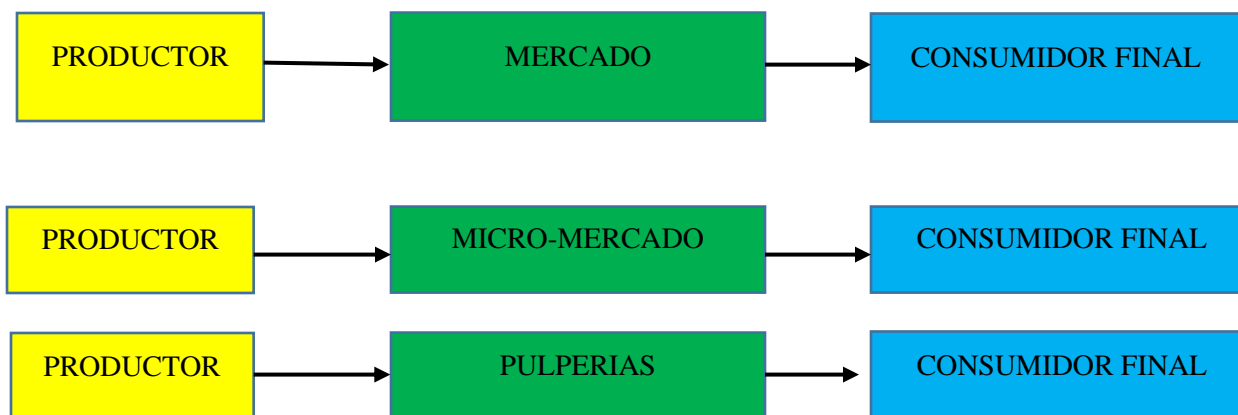 PRODUCTOR MERCADO CONSUMIDOR FINAL
PRODUCTOR MICRO-MERCADO CONSUMIDOR FINAL
PRODUCTOR PULPERIAS CONSUMIDOR FINAL